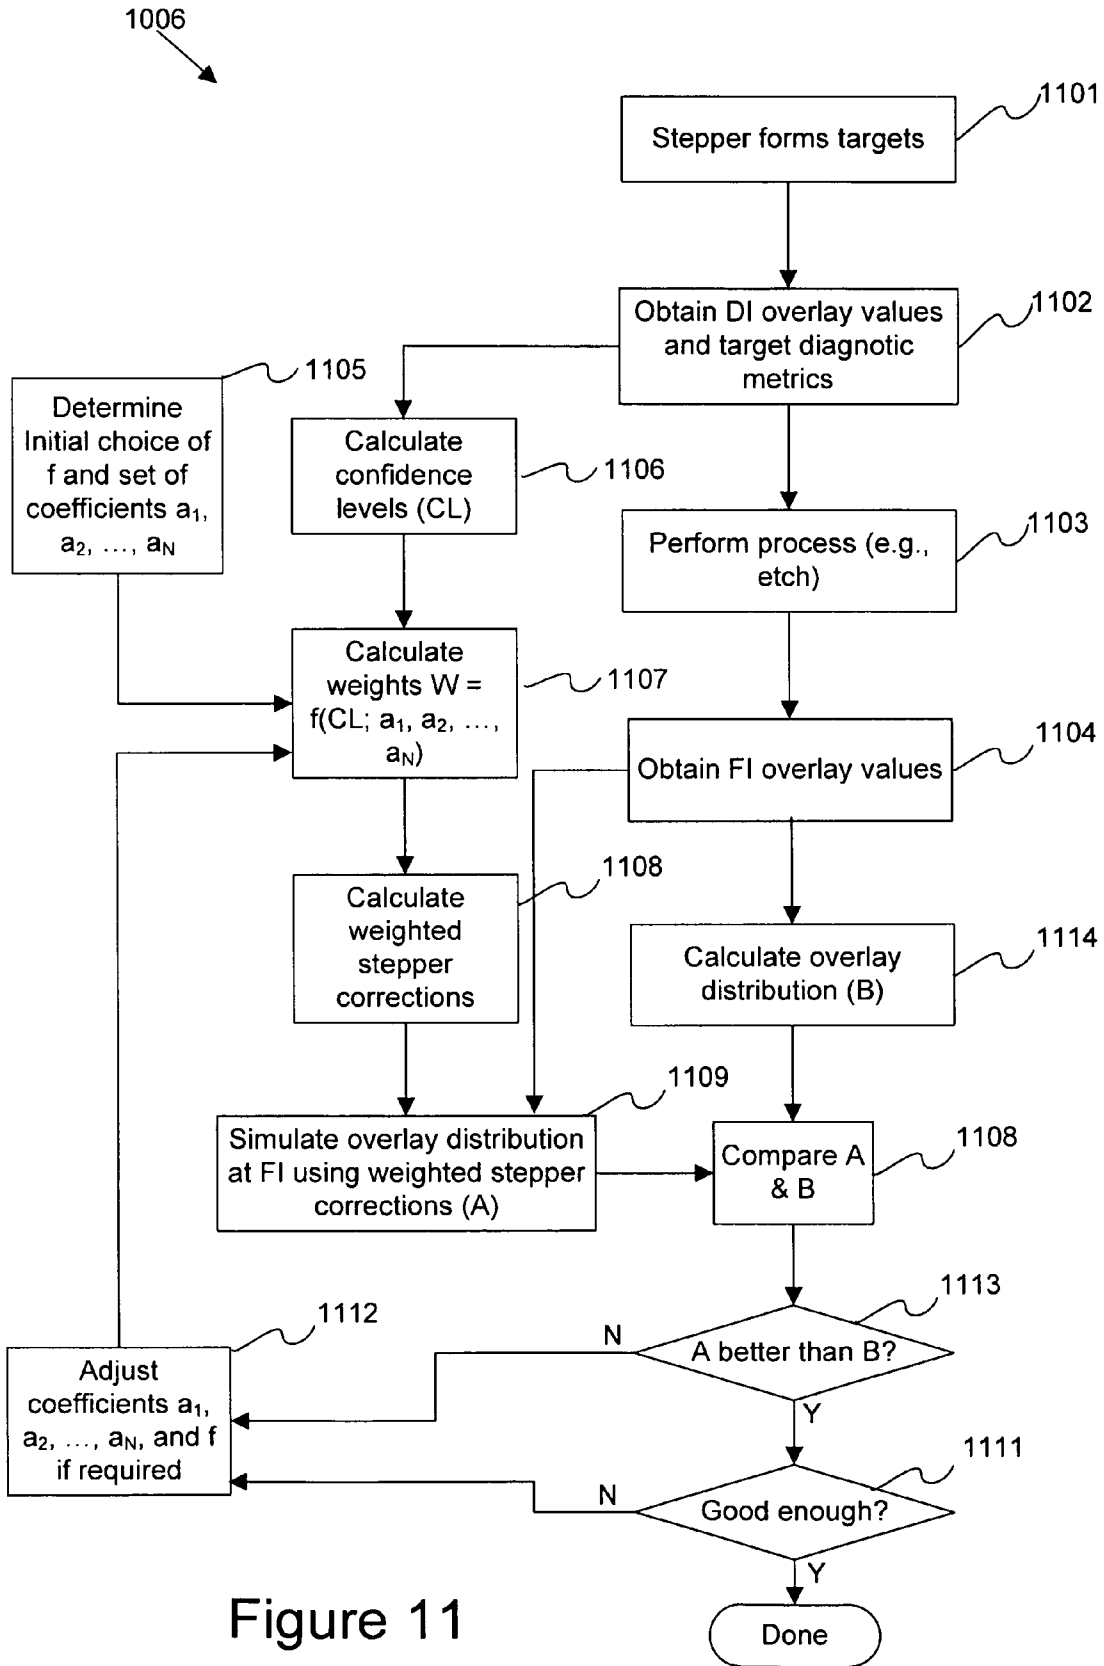 1006
1101
Stepper forms targets
1102
Obtain DI overlay values
and target diagnotic
metrics
1105
Determine
Initial choice of
f and set of
coefficients a₁,
a₂, ..., a_N
1106
Calculate
confidence
levels (CL)
1103
Perform process (e.g.,
etch)
1107
Calculate
weights W =
f(CL; a₁, a₂, ...,
a_N)
1104
Obtain FI overlay values
1108
Calculate
weighted
stepper
corrections
1114
Calculate overlay
distribution (B)
1109
Simulate overlay distribution
at FI using weighted stepper
corrections (A)
1108
Compare A
& B
1113
A better than B?
N
Y
1112
Adjust
coefficients a₁,
a₂, ..., a_N, and f
if required
1111
Good enough?
N
Y
Done
Figure 11